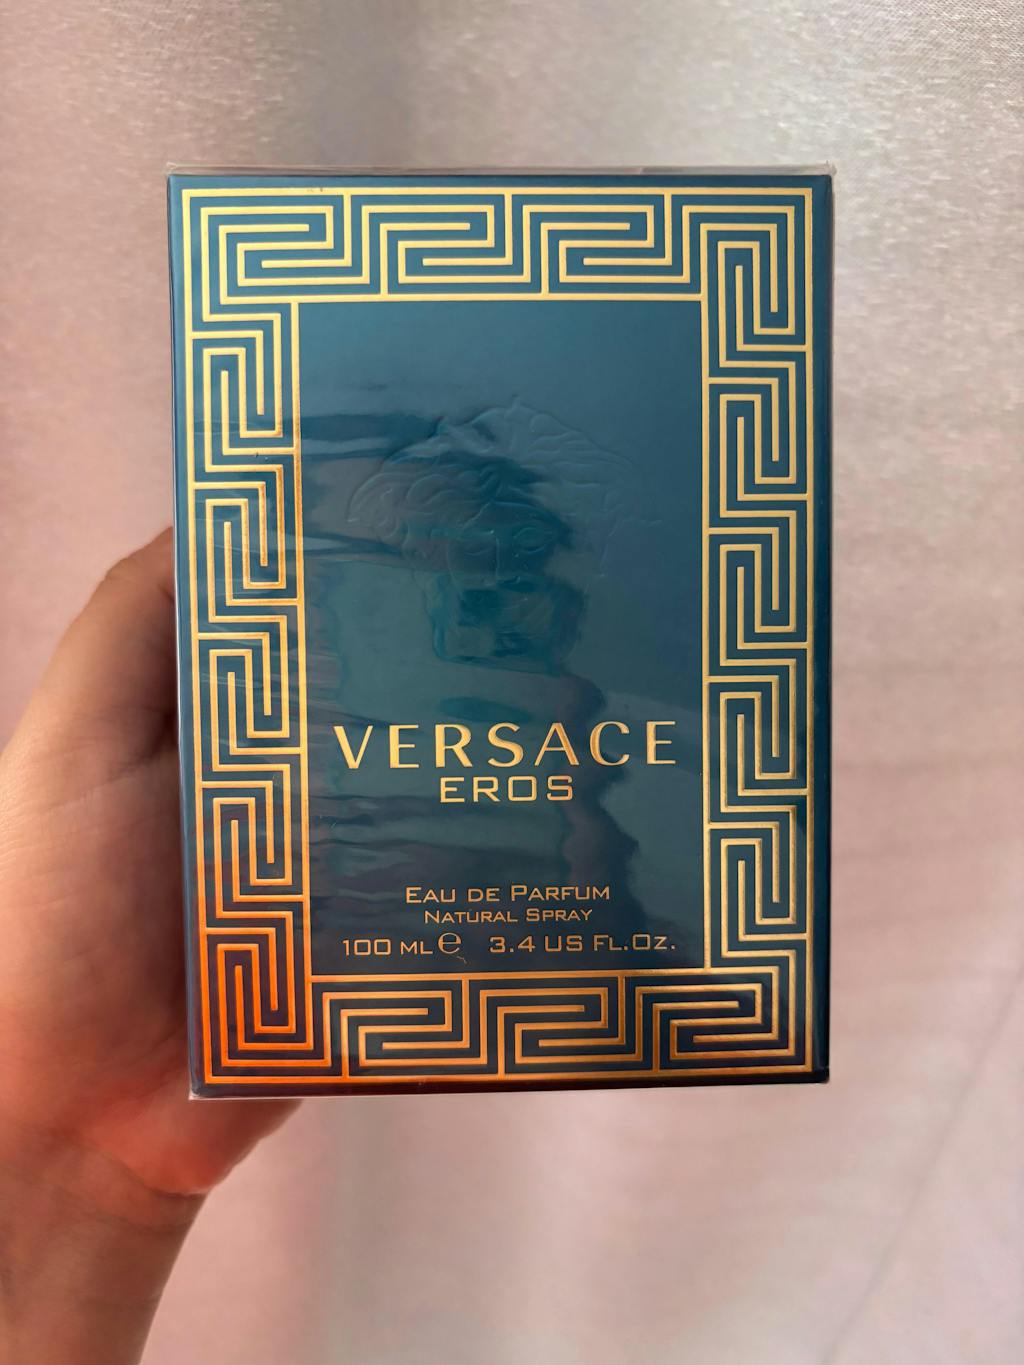 VERSACE
EROS
EAU DE PARFUM
NATURAL SPRAY
100 ML ℮ 3.4 US FL.OZ.